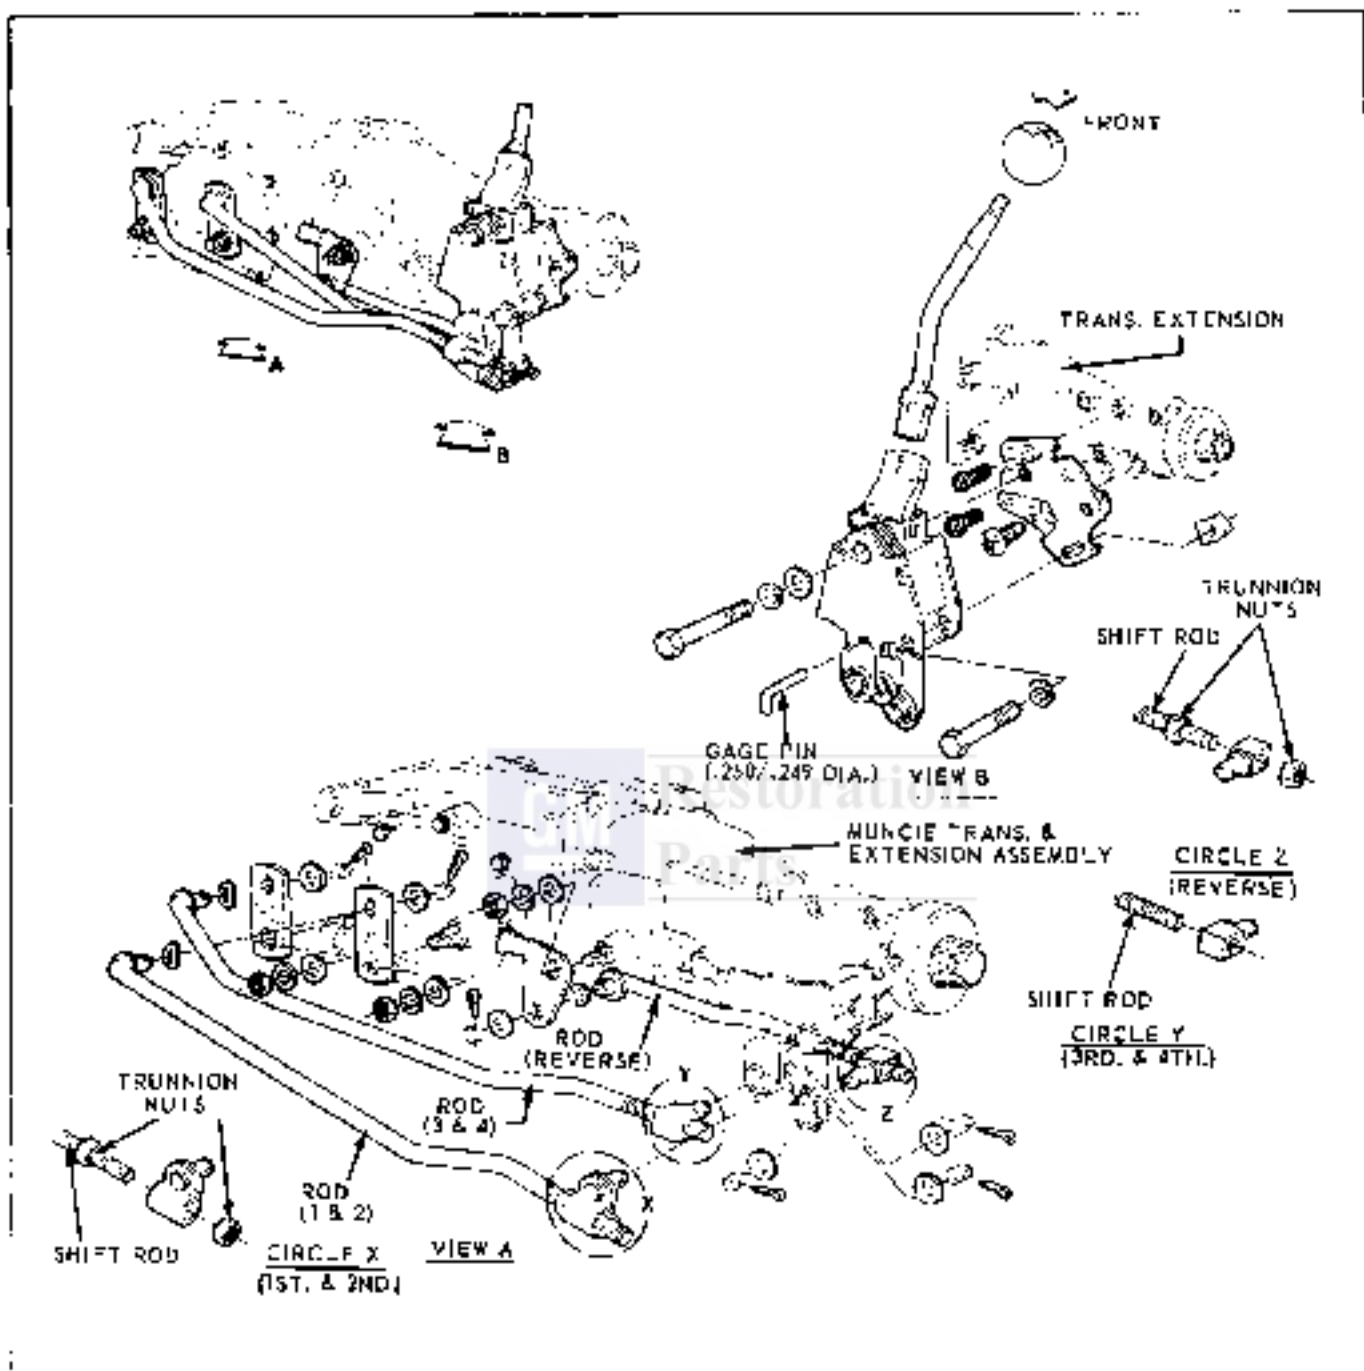 FRONT
TRANS. EXTENSION
A
B
TRUNNION
NUTS
SHIFT ROD
GAGE PIN
(.250/.249 DIA.)
VIEW B
GM
Restoration
Parts
MUNCIE TRANS. &
EXTENSION ASSEMBLY
CIRCLE Z
(REVERSE)
SHIFT ROD
CIRCLE Y
(3RD. & 4TH.)
ROD
(REVERSE)
Y
Z
TRUNNION
NUTS
ROD
(3 & 4)
ROD
(1 & 2)
X
SHIFT ROD
CIRCLE X
(1ST. & 2ND.)
VIEW A